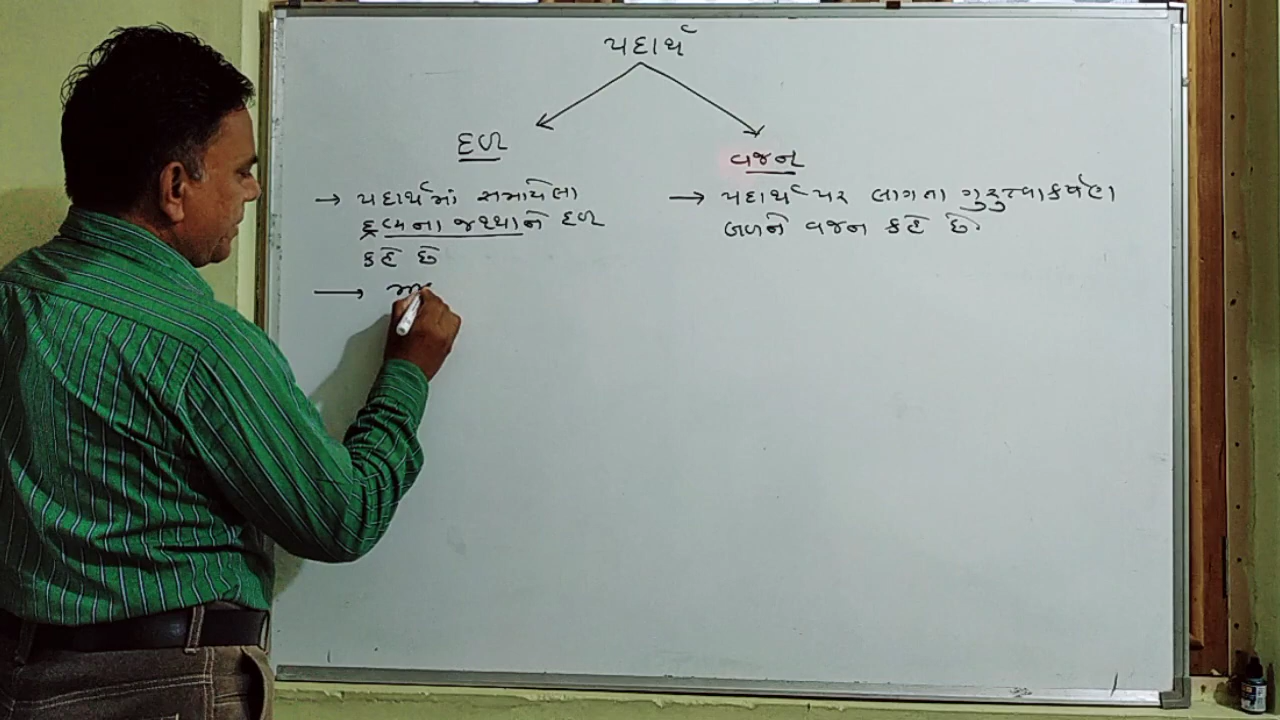 પદાર્થ
દળ
→ પદાર્થમાં સમાયેલા
દ્રવ્યના જથ્થાને દળ
કહે છે
→
વજન
→ પદાર્થ પર લાગતા ગુરુત્વાકર્ષણ
બળને વજન કહે છે.